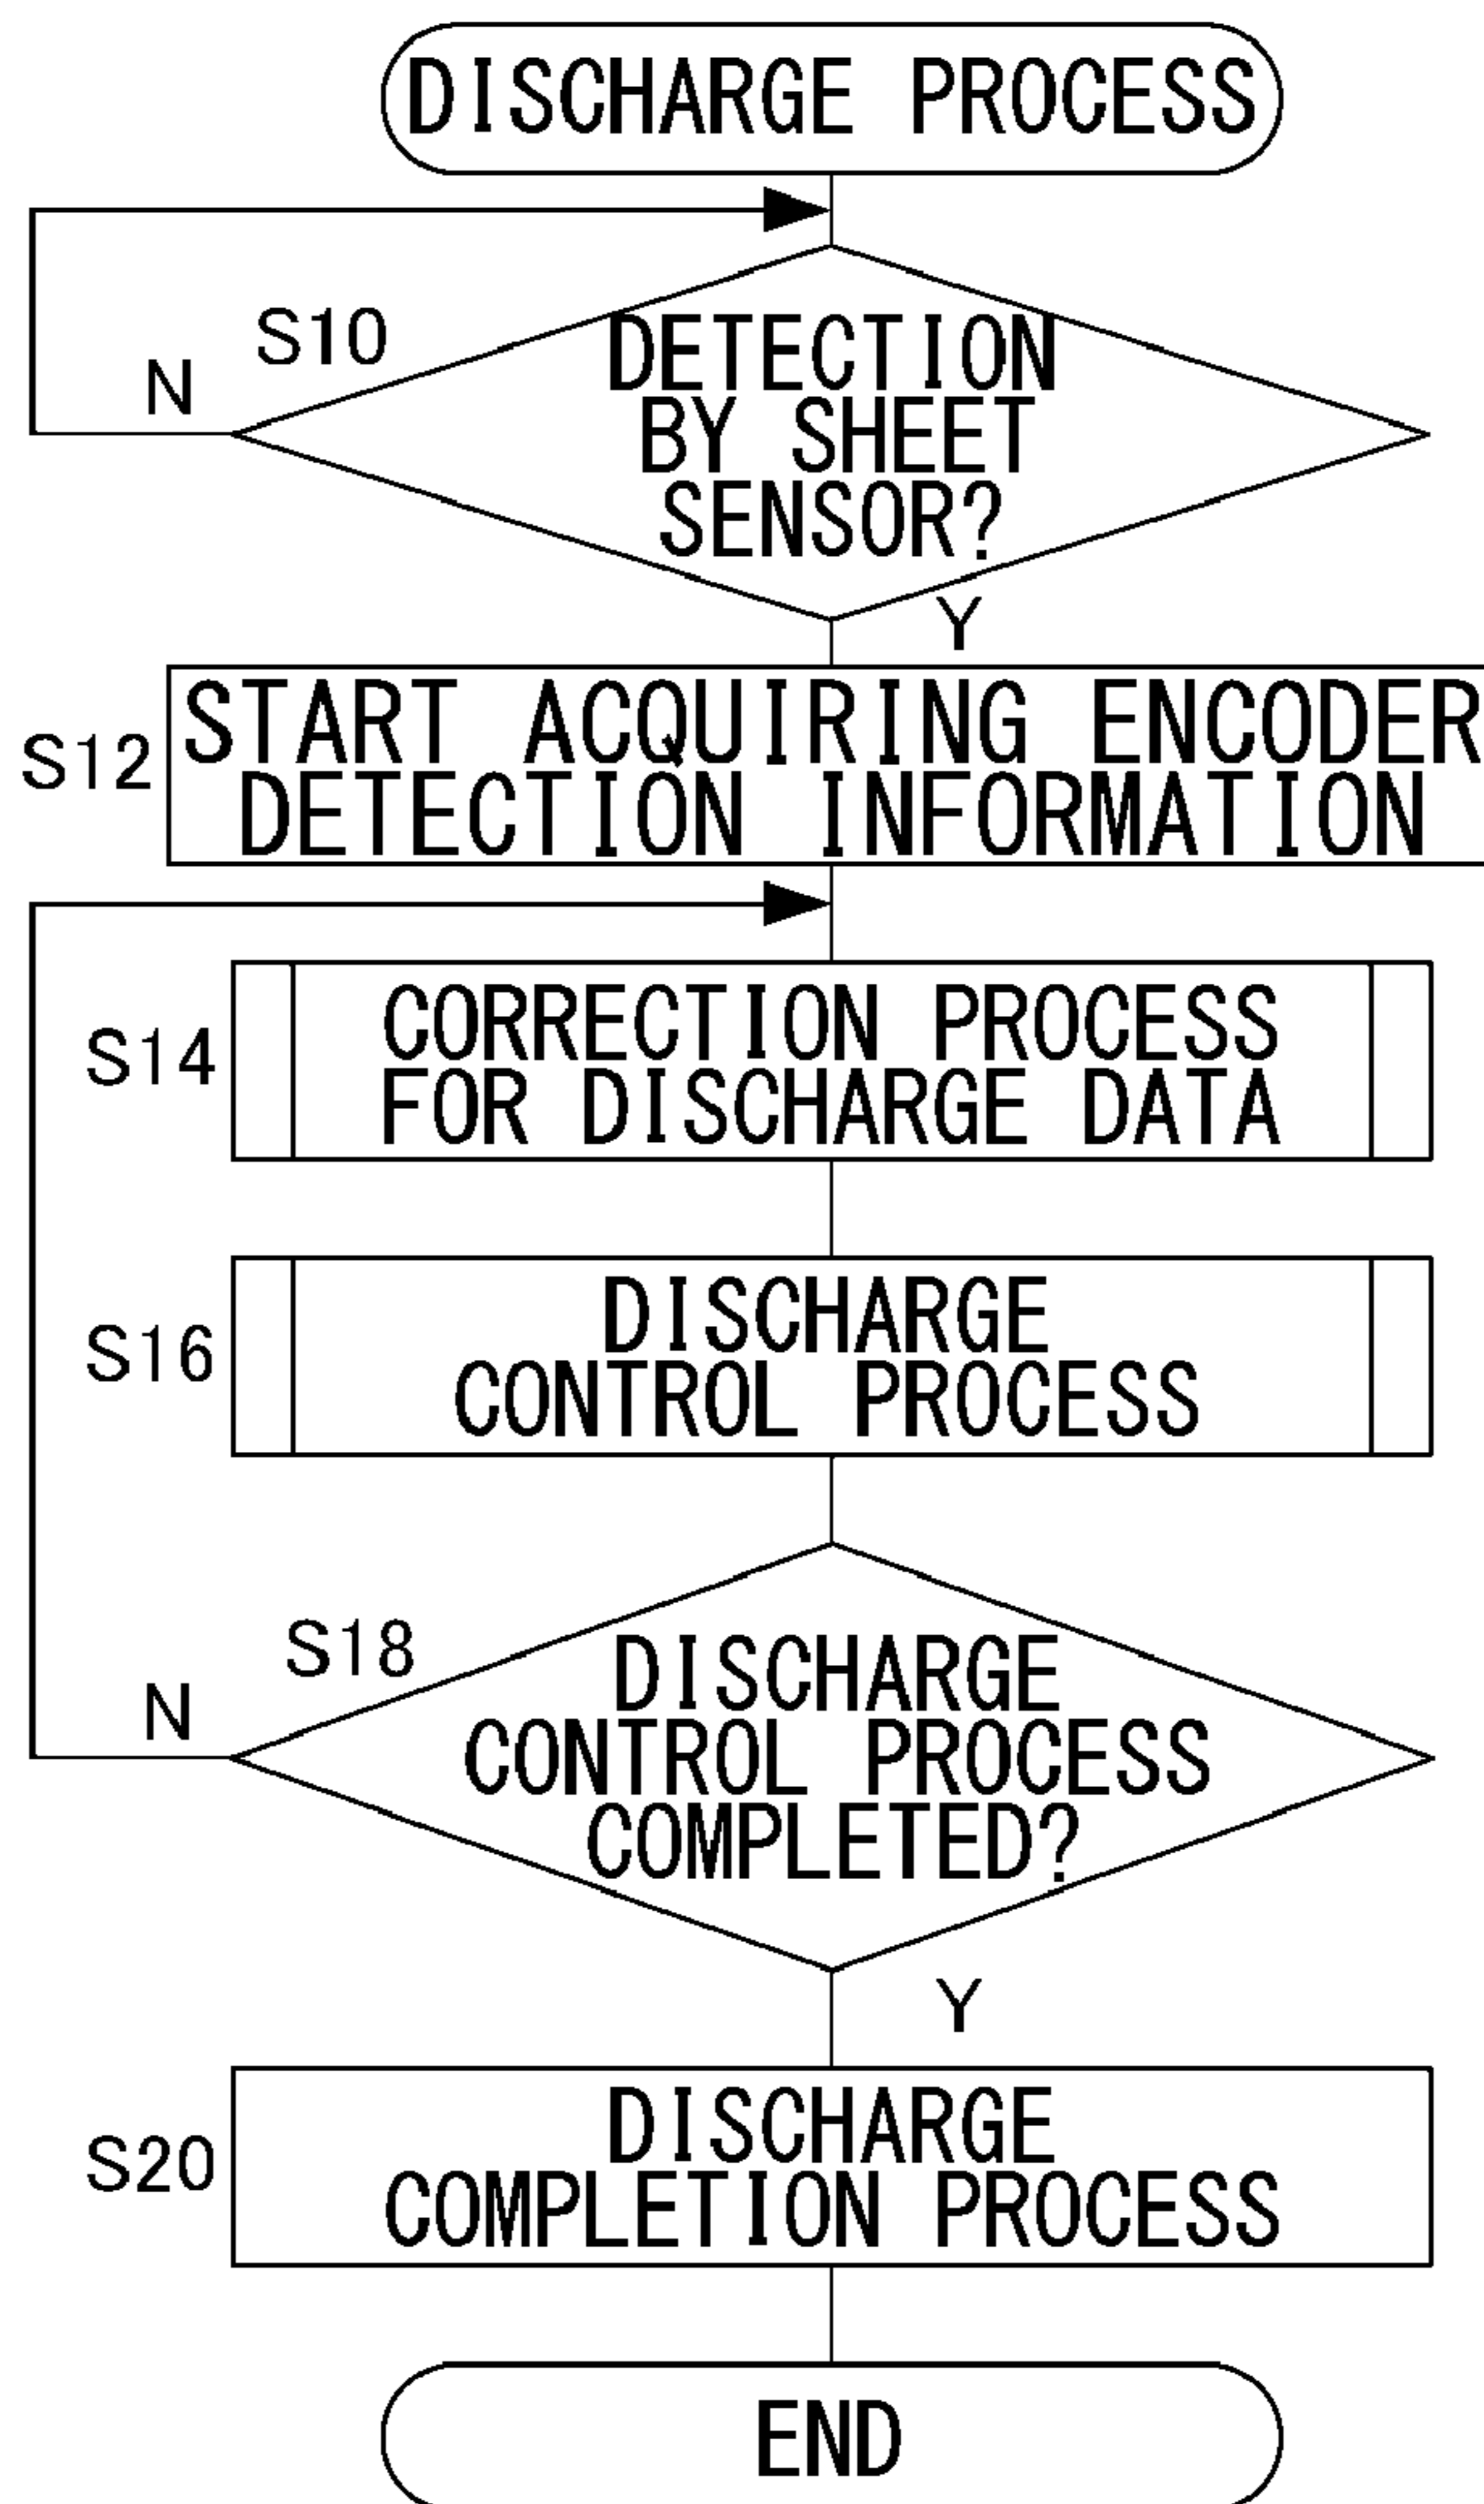 DISCHARGE PROCESS
S10
N
DETECTION
BY SHEET
SENSOR?
Y
S12
START ACQUIRING ENCODER
DETECTION INFORMATION
S14
CORRECTION PROCESS
FOR DISCHARGE DATA
S16
DISCHARGE
CONTROL PROCESS
S18
N
DISCHARGE
CONTROL PROCESS
COMPLETED?
Y
S20
DISCHARGE
COMPLETION PROCESS
END